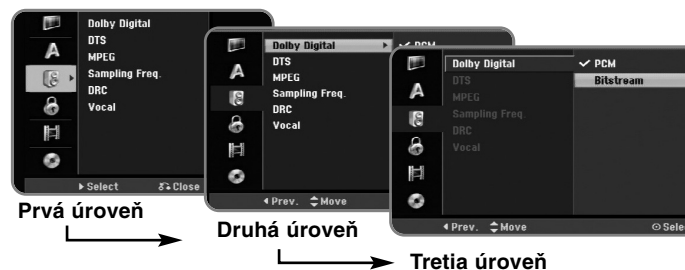 Dolby Digital
DTS
MPEG
Sampling Freq.
DRC
Vocal
A
Select Close
Prvá úroveň
Dolby Digital PCM
DTS
MPEG
Sampling Freq.
DRC
Vocal
A
Prev. Move
Druhá úroveň
Dolby Digital PCM
DTS Bitstream
MPEG
Sampling Freq.
DRC
Vocal
A
Prev. Move
Tretia úroveň